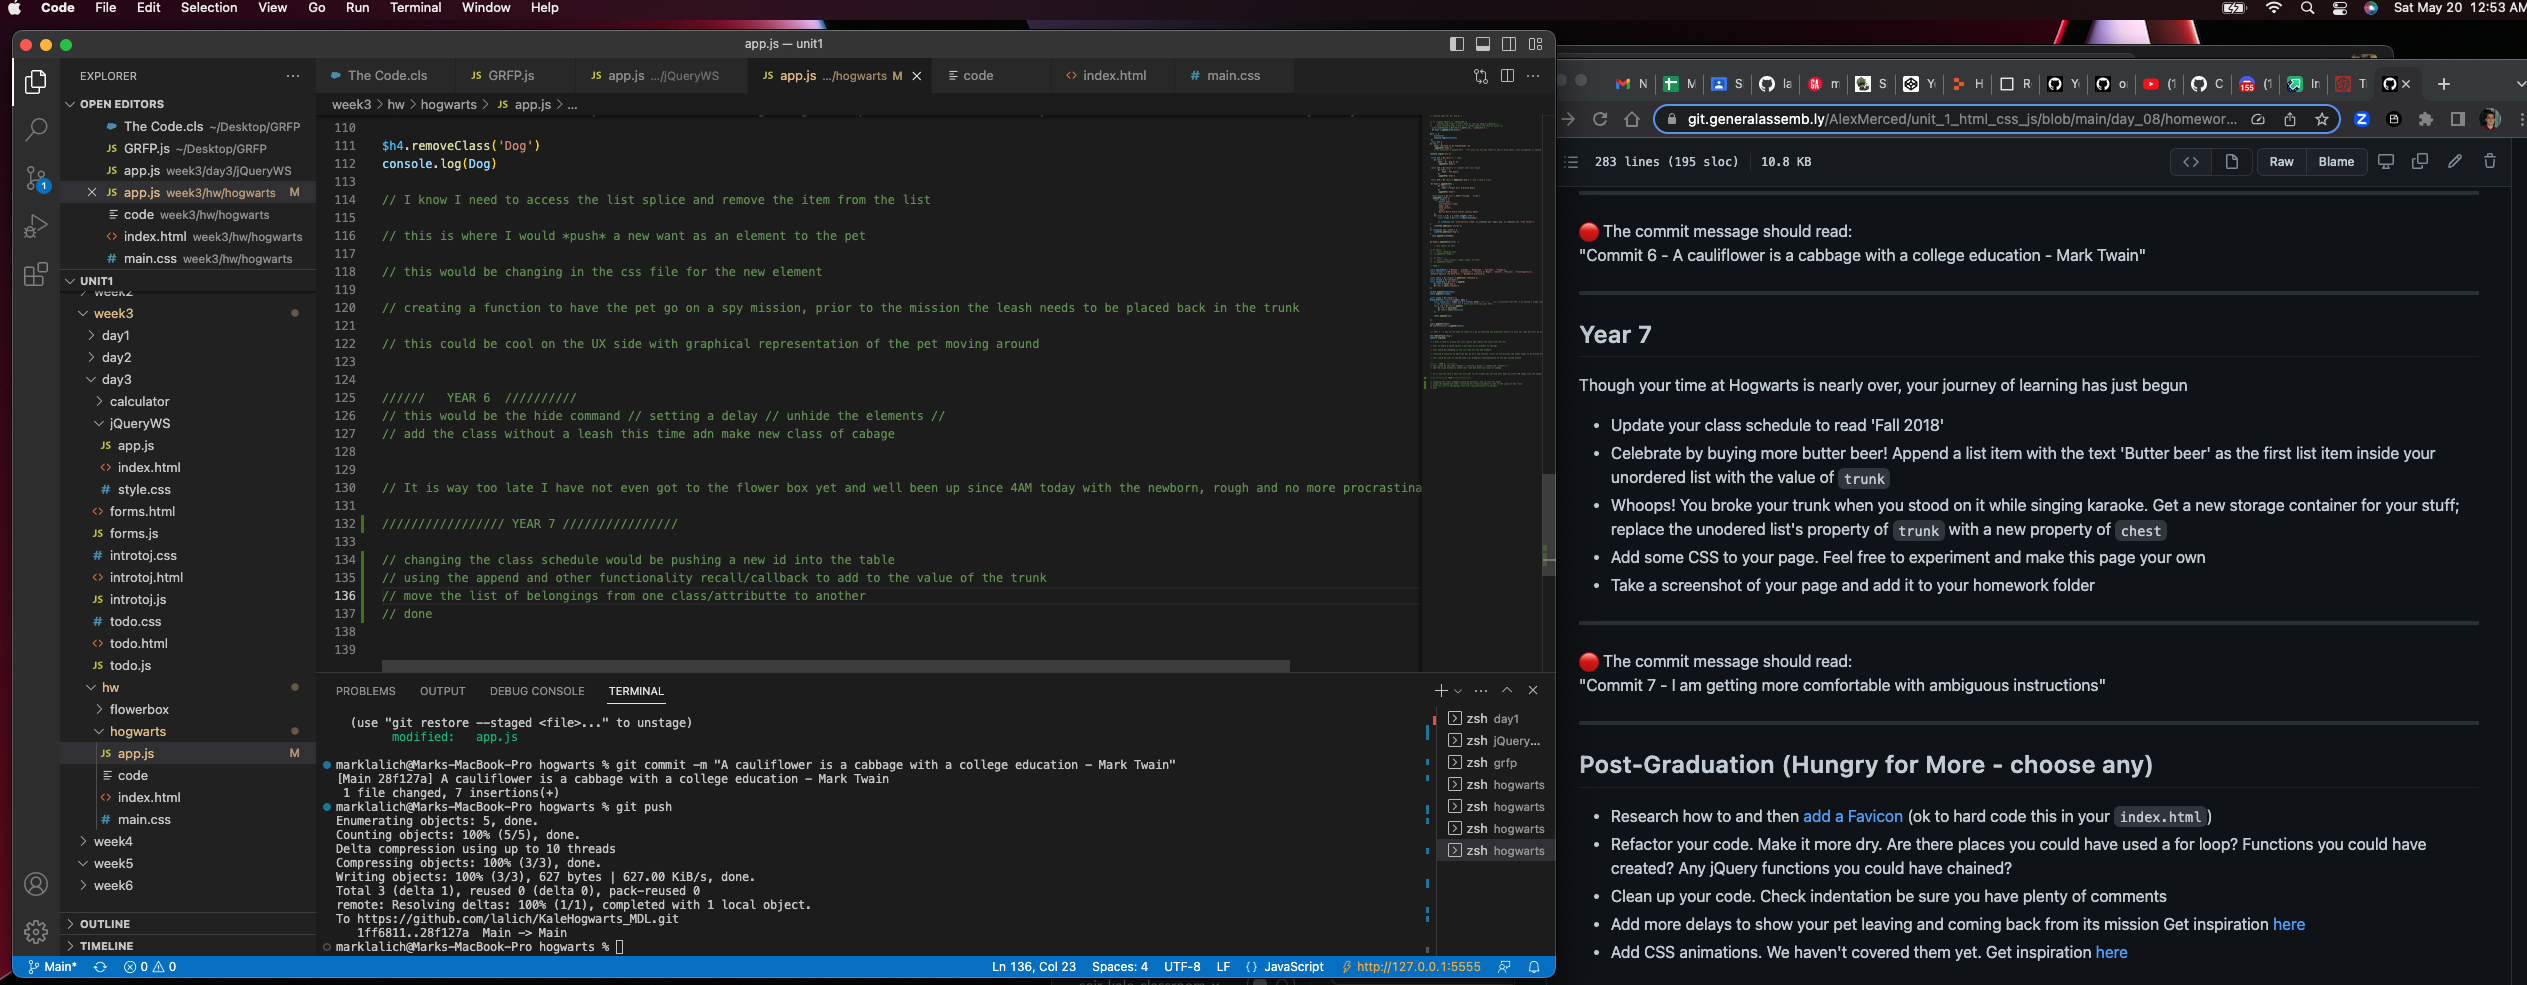 Code File Edit Selection View Go Run Terminal Window Help
Sat May 20 12:53 AM
app.js — unit1
EXPLORER
OPEN EDITORS
The Code.cls ~/Desktop/GRFP
JS GRFP.js ~/Desktop/GRFP
JS app.js week3/day3/jQueryWS
JS app.js week3/hw/hogwarts M
code week3/hw/hogwarts
<> index.html week3/hw/hogwarts
# main.css week3/hw/hogwarts
UNIT1
week2
week3
day1
day2
day3
calculator
jQueryWS
JS app.js
<> index.html
# style.css
<> forms.html
JS forms.js
# introtoj.css
<> introtoj.html
JS introtoj.js
# todo.css
<> todo.html
JS todo.js
hw
flowerbox
hogwarts
JS app.js M
code
<> index.html
# main.css
week4
week5
week6
OUTLINE
TIMELINE
The Code.cls JS GRFP.js JS app.js .../jQueryWS JS app.js .../hogwarts M code <> index.html # main.css
week3 > hw > hogwarts > JS app.js > ...
110
111 $h4.removeClass('Dog')
112 console.log(Dog)
113
114 // I know I need to access the list splice and remove the item from the list
115
116 // this is where I would *push* a new want as an element to the pet
117
118 // this would be changing in the css file for the new element
119
120 // creating a function to have the pet go on a spy mission, prior to the mission the leash needs to be placed back in the trunk
121
122 // this could be cool on the UX side with graphical representation of the pet moving around
123
124
125 ////// YEAR 6 //////////
126 // this would be the hide command // setting a delay // unhide the elements //
127 // add the class without a leash this time adn make new class of cabage
128
129
130 // It is way too late I have not even got to the flower box yet and well been up since 4AM today with the newborn, rough and no more procrastina
131
132 ///////////////// YEAR 7 ////////////////
133
134 // changing the class schedule would be pushing a new id into the table
135 // using the append and other functionality recall/callback to add to the value of the trunk
136 // move the list of belongings from one class/attributte to another
137 // done
138
139
PROBLEMS OUTPUT DEBUG CONSOLE TERMINAL
(use "git restore --staged <file>..." to unstage)
modified: app.js
marklalich@Marks-MacBook-Pro hogwarts % git commit -m "A cauliflower is a cabbage with a college education - Mark Twain"
[Main 28f127a] A cauliflower is a cabbage with a college education - Mark Twain
1 file changed, 7 insertions(+)
marklalich@Marks-MacBook-Pro hogwarts % git push
Enumerating objects: 5, done.
Counting objects: 100% (5/5), done.
Delta compression using up to 10 threads
Compressing objects: 100% (3/3), done.
Writing objects: 100% (3/3), 627 bytes | 627.00 KiB/s, done.
Total 3 (delta 1), reused 0 (delta 0), pack-reused 0
remote: Resolving deltas: 100% (1/1), completed with 1 local object.
To https://github.com/lalich/KaleHogwarts_MDL.git
1ff6811..28f127a Main -> Main
marklalich@Marks-MacBook-Pro hogwarts %
zsh day1
zsh jQuery...
zsh grfp
zsh hogwarts
zsh hogwarts
zsh hogwarts
zsh hogwarts
Main* 0 0 Ln 136, Col 23 Spaces: 4 UTF-8 LF {} JavaScript http://127.0.0.1:5555
git.generalassemb.ly/AlexMerced/unit_1_html_css_js/blob/main/day_08/homewor...
283 lines (195 sloc) 10.8 KB
Raw Blame
The commit message should read:
"Commit 6 - A cauliflower is a cabbage with a college education - Mark Twain"
Year 7
Though your time at Hogwarts is nearly over, your journey of learning has just begun
• Update your class schedule to read 'Fall 2018'
• Celebrate by buying more butter beer! Append a list item with the text 'Butter beer' as the first list item inside your
unordered list with the value of trunk
• Whoops! You broke your trunk when you stood on it while singing karaoke. Get a new storage container for your stuff;
replace the unodered list's property of trunk with a new property of chest
• Add some CSS to your page. Feel free to experiment and make this page your own
• Take a screenshot of your page and add it to your homework folder
The commit message should read:
"Commit 7 - I am getting more comfortable with ambiguous instructions"
Post-Graduation (Hungry for More - choose any)
• Research how to and then add a Favicon (ok to hard code this in your index.html)
• Refactor your code. Make it more dry. Are there places you could have used a for loop? Functions you could have
created? Any jQuery functions you could have chained?
• Clean up your code. Check indentation be sure you have plenty of comments
• Add more delays to show your pet leaving and coming back from its mission Get inspiration here
• Add CSS animations. We haven't covered them yet. Get inspiration here